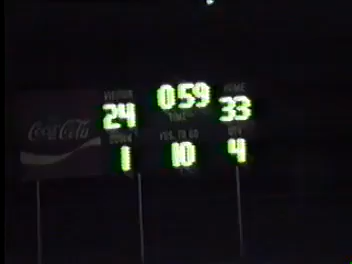 VISITOR
HOME
24
0:59
33
TIME
DOWN
YDS. TO GO
QTR
1
10
4
Coca-Cola